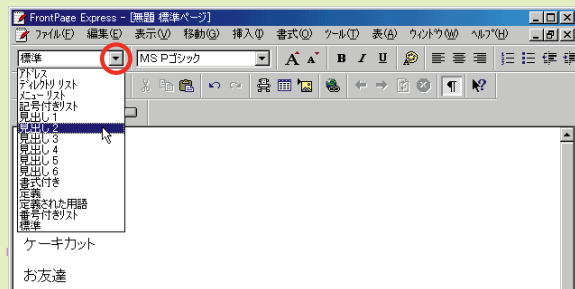 FrontPage Express - [無題 標準ページ]
ファイル(F) 編集(E) 表示(V) 移動(G) 挿入(I) 書式(O) ツール(T) 表(A) ウィンドウ(W) ヘルプ(H)
標準 MS Pゴシック A A B I U
アドレス
ディレクトリ リスト
メニュー リスト
記号付きリスト
見出し 1
見出し 2
見出し 3
見出し 4
見出し 5
見出し 6
書式付き
定義
定義された用語
番号付きリスト
標準
ケーキカット
お友達